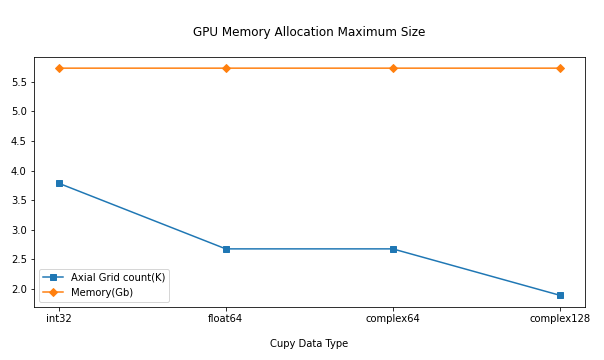 GPU Memory Allocation Maximum Size
5.5
5.0
4.5
4.0
3.5
3.0
2.5
2.0
Axial Grid count(K)
Memory(Gb)
int32 float64 complex64 complex128
Cupy Data Type